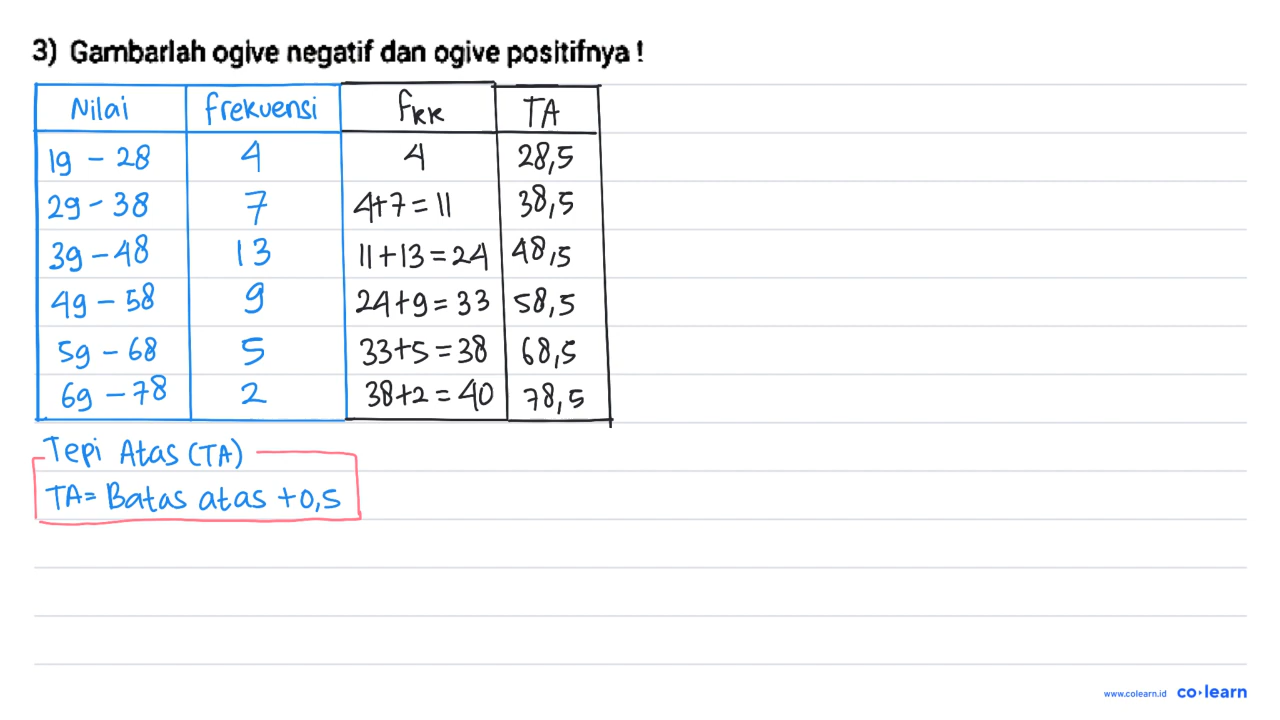 3) Gambarlah ogive negatif dan ogive positifnya !
Nilai frekuensi fkk TA
19 - 28 4 4 28,5
29 - 38 7 4+7 = 11 38,5
39 - 48 13 11+13 = 24 48,5
49 - 58 9 24+9 = 33 58,5
59 - 68 5 33+5 = 38 68,5
69 - 78 2 38+2 = 40 78,5
Tepi Atas (TA)
TA = Batas atas + 0,5
www.colearn.id co learn